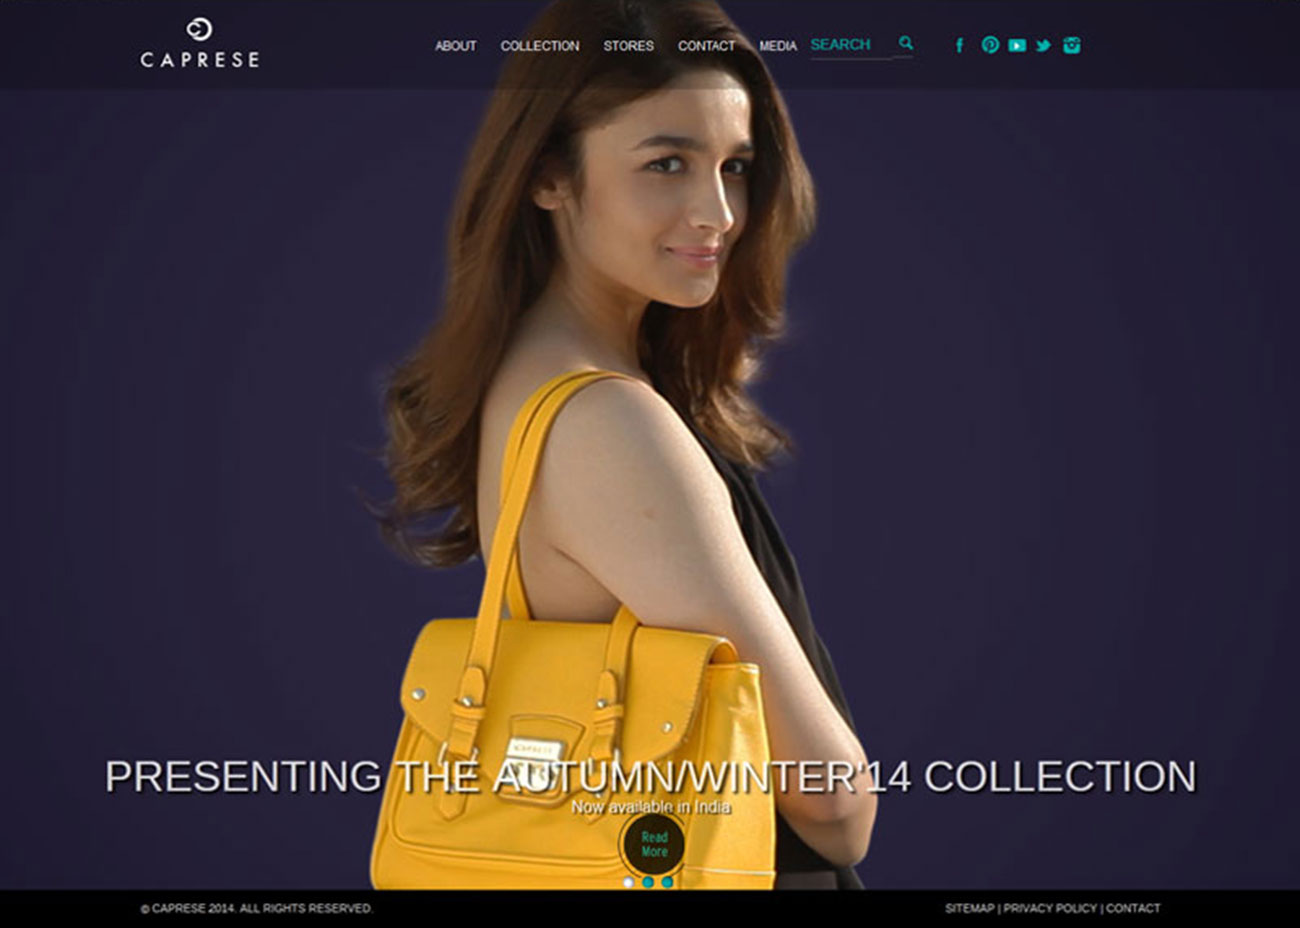 CAPRESE
ABOUT COLLECTION STORES CONTACT MEDIA SEARCH
CAPRESE
PRESENTING THE AUTUMN/WINTER'14 COLLECTION
Now available in India
Read
More
© CAPRESE 2014. ALL RIGHTS RESERVED.
SITEMAP | PRIVACY POLICY | CONTACT